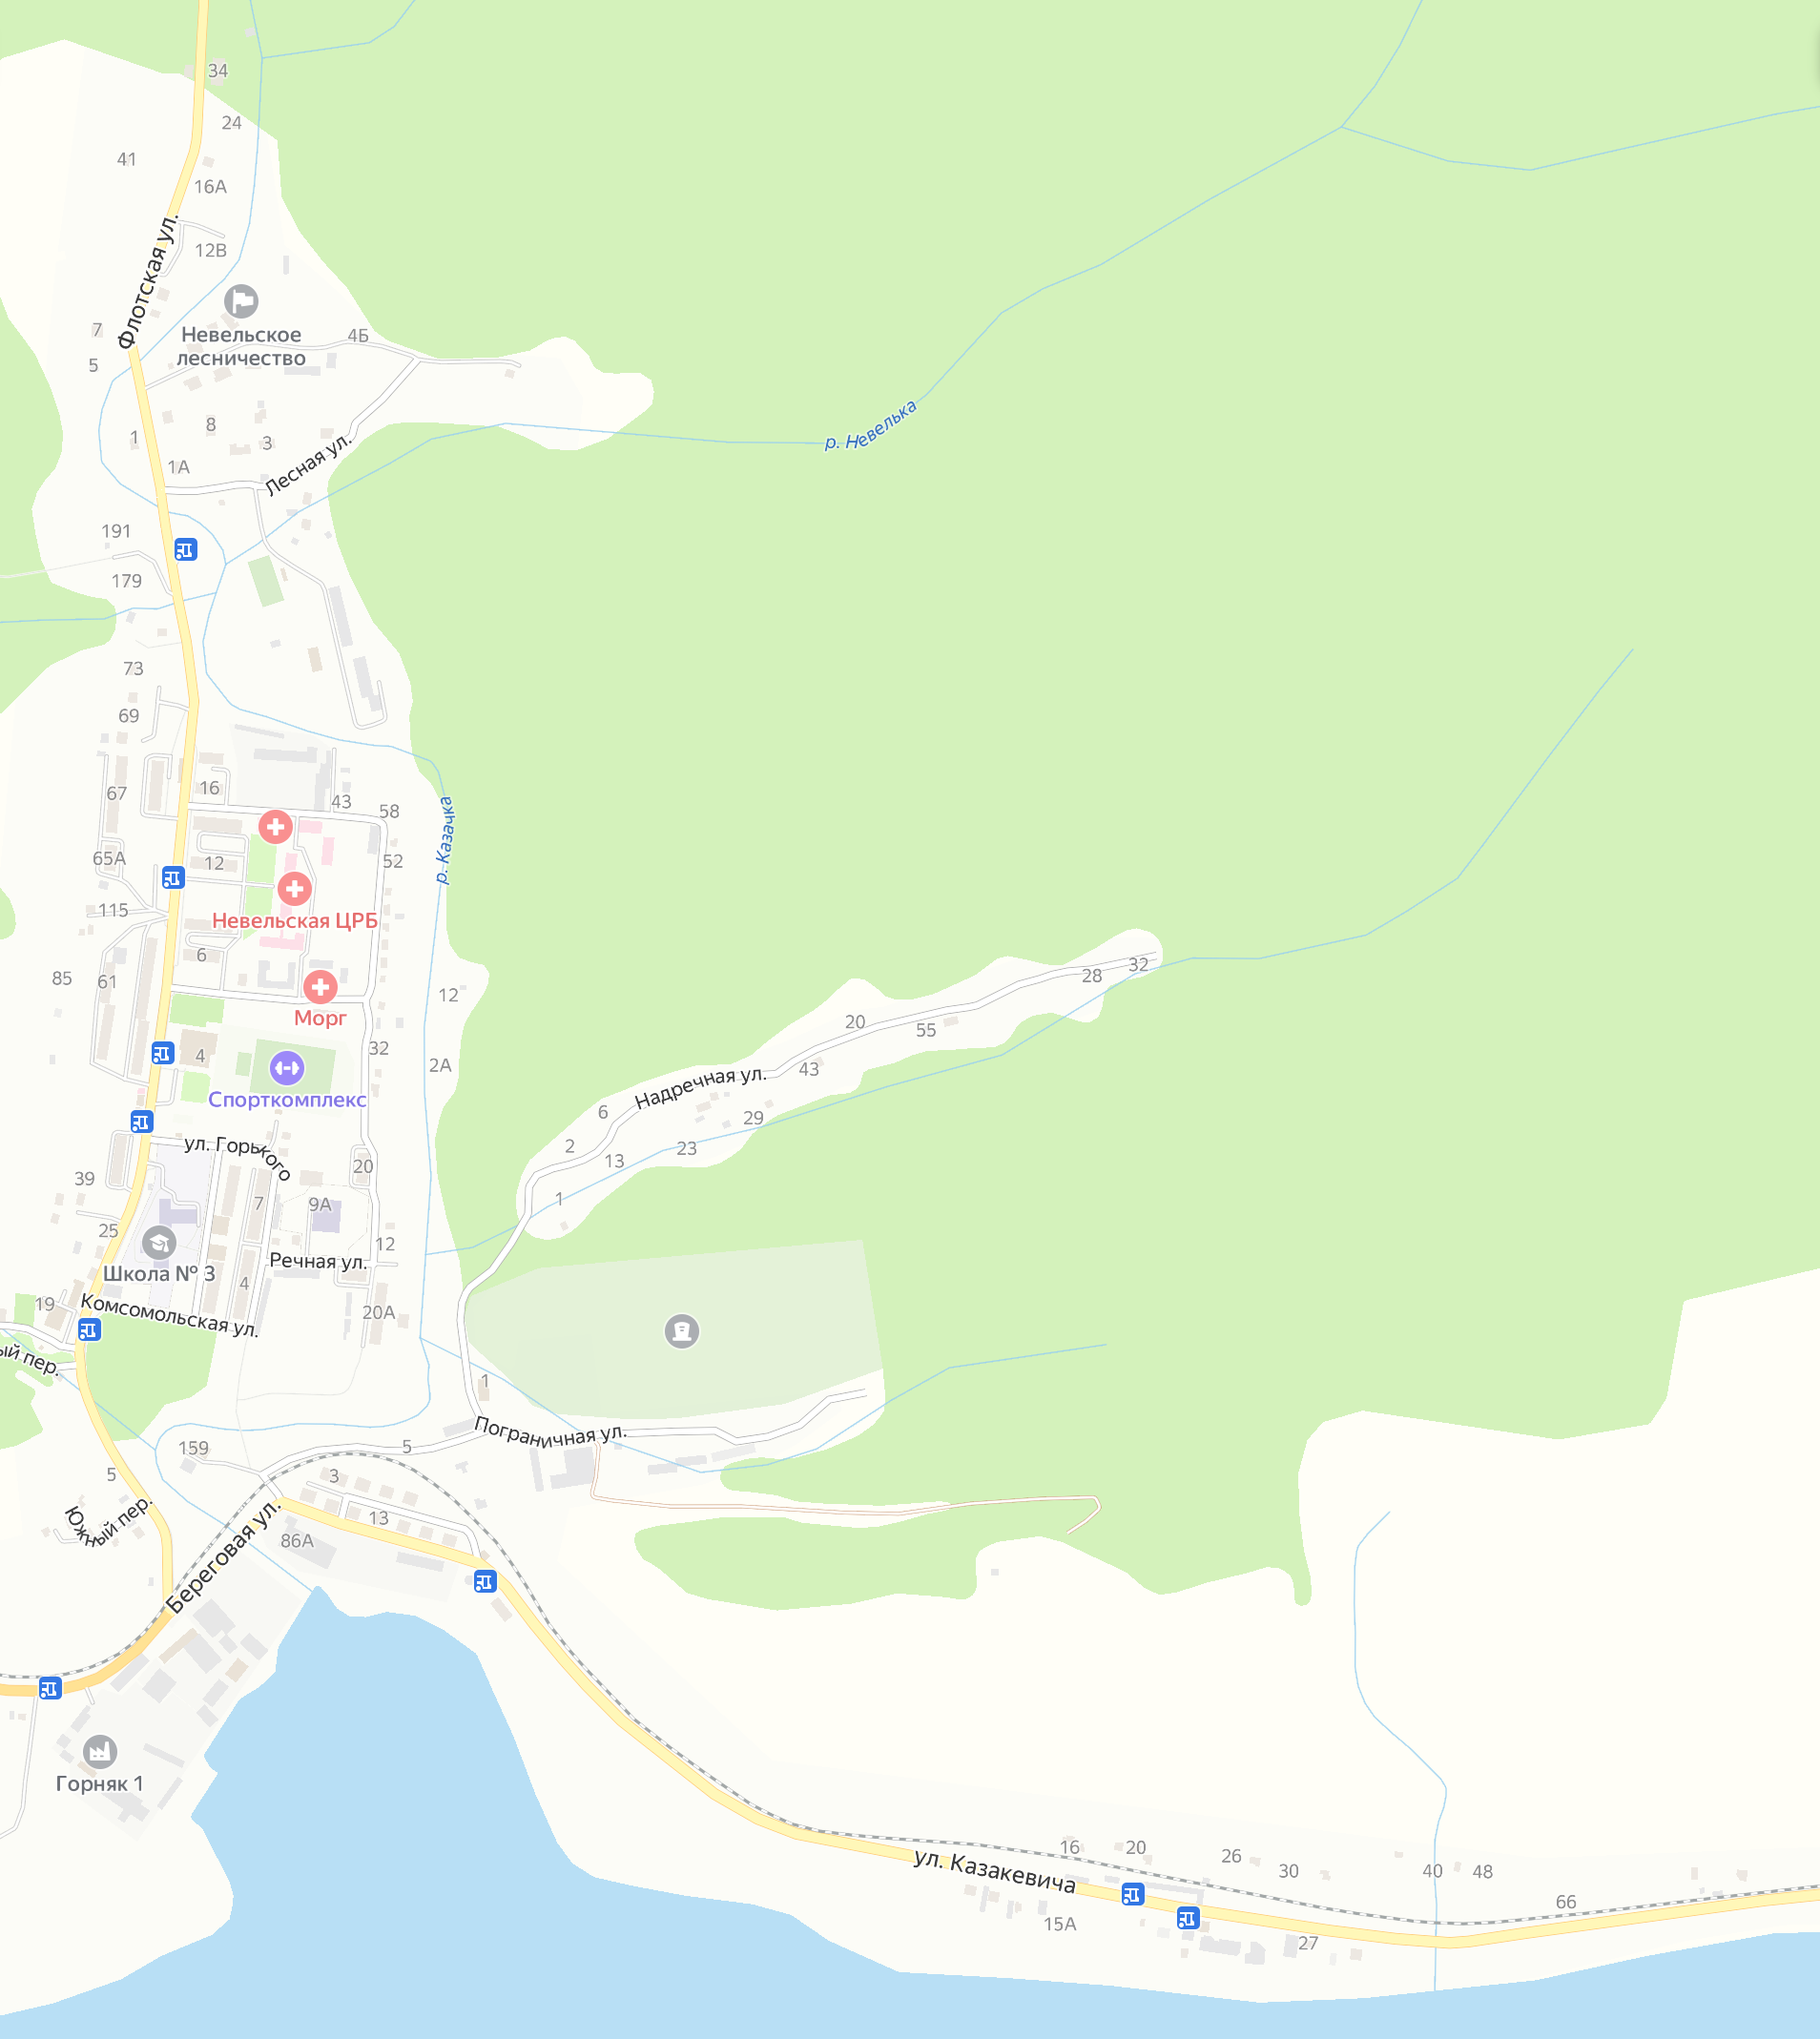 34
24
41
16А
Флотская ул.
12В
7
Невельское
лесничество
4Б
5
р. Невелька
8
1
3
1А
Лесная ул.
191
179
73
69
16
67
43
58
р. Казачка
65А
12
52
115
Невельская ЦРБ
6
85
61
12
32
28
Морг
20
55
32
4
2А
43
Надречная ул.
Спорткомплекс
6
29
ул. Горького
2
23
13
20
39
7
9А
1
25
12
Речная ул.
Школа № 3
4
19
Комсомольская ул.
20А
ый пер.
1
Пограничная ул.
159
5
5
3
Южный пер.
13
86А
Береговая ул.
Горняк 1
16
20
26
30
40
48
ул. Казакевича
66
15А
27